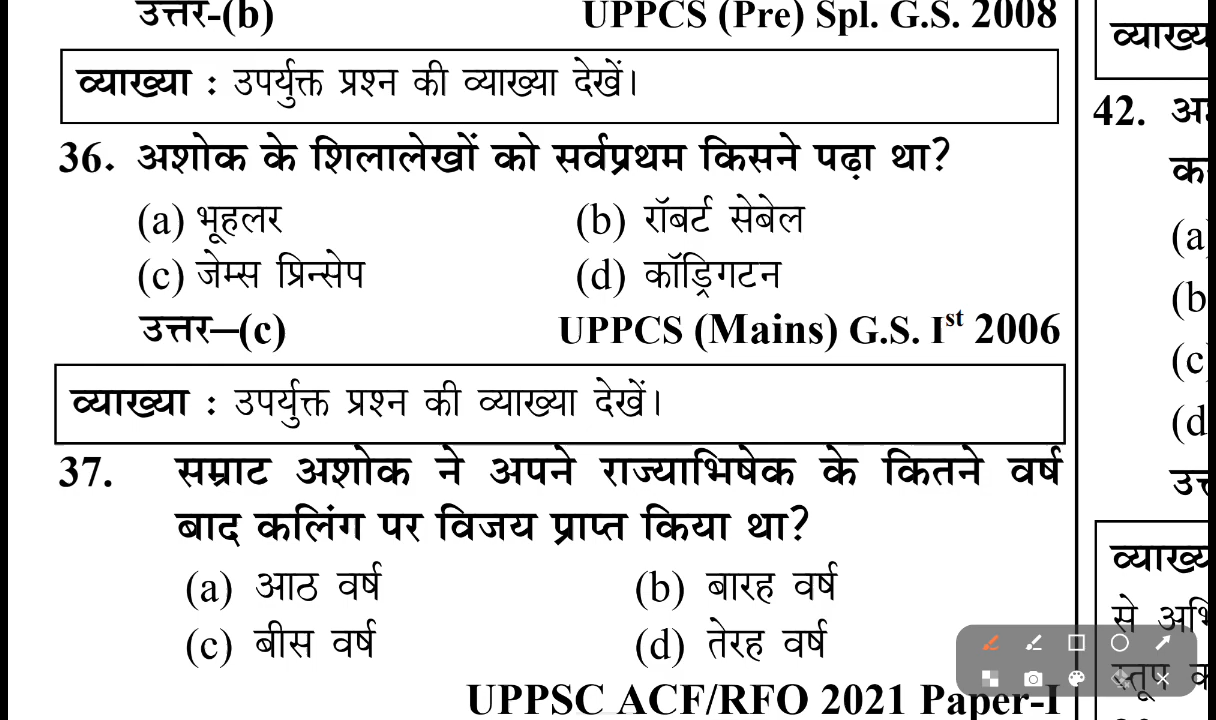 उत्तर-(b) UPPCS (Pre) Spl. G.S. 2008
व्याख्या : उपर्युक्त प्रश्न की व्याख्या देखें।
36. अशोक के शिलालेखों को सर्वप्रथम किसने पढ़ा था?
(a) भूहलर (b) रॉबर्ट सेबेल
(c) जेम्स प्रिन्सेप (d) कॉड्रिगटन
उत्तर–(c) UPPCS (Mains) G.S. Ist 2006
व्याख्या : उपर्युक्त प्रश्न की व्याख्या देखें।
37. सम्राट अशोक ने अपने राज्याभिषेक के कितने वर्ष
बाद कलिंग पर विजय प्राप्त किया था?
(a) आठ वर्ष (b) बारह वर्ष
(c) बीस वर्ष (d) तेरह वर्ष
UPPSC ACF/RFO 2021 Paper-I
42.
(a)
(b
(c)
(d
से
स्तूप